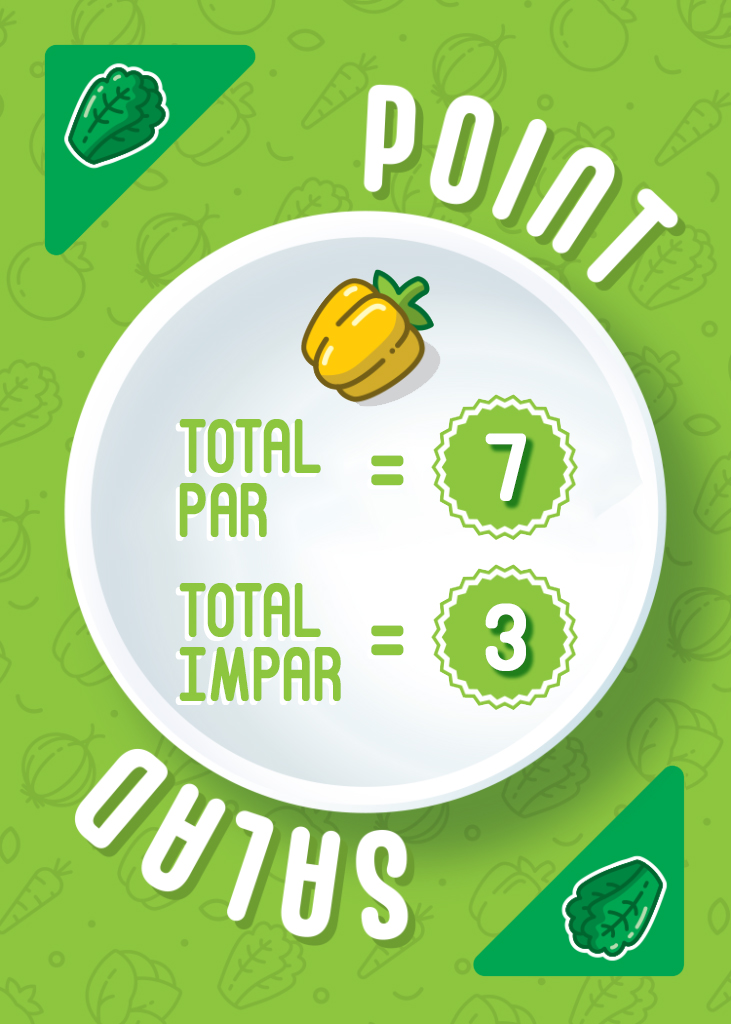 POINT
TOTAL PAR = 7
TOTAL IMPAR = 3
SALAD